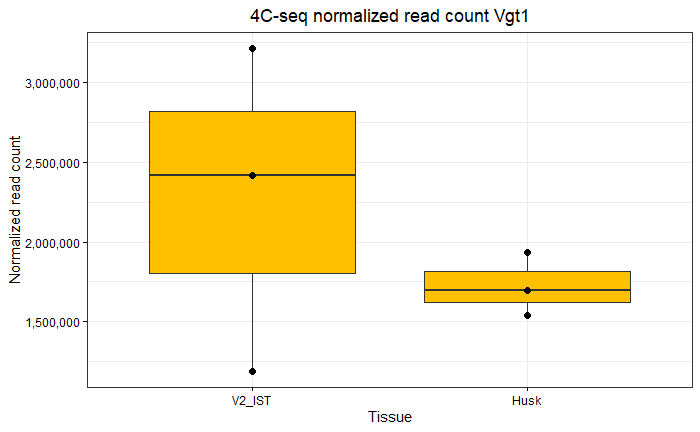 4C-seq normalized read count Vgt1
Normalized read count
3,000,000
2,500,000
2,000,000
1,500,000
V2_IST
Husk
Tissue